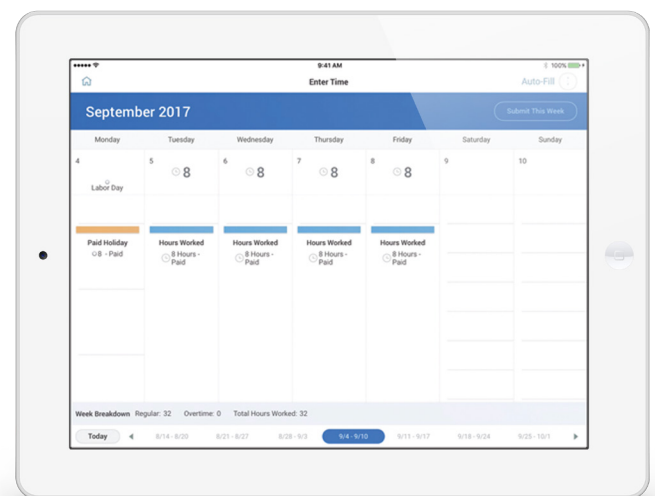 9:41 AM 100%
Enter Time Auto-Fill
September 2017 Submit This Week
Monday Tuesday Wednesday Thursday Friday Saturday Sunday
4 5 8 6 8 7 8 8 8 9 10
Labor Day
Paid Holiday Hours Worked Hours Worked Hours Worked Hours Worked
8 - Paid 8 Hours - 8 Hours - 8 Hours - 8 Hours -
Paid Paid Paid Paid
Week Breakdown Regular: 32 Overtime: 0 Total Hours Worked: 32
Today 8/14 - 8/20 8/21 - 8/27 8/28 - 9/3 9/4 - 9/10 9/11 - 9/17 9/18 - 9/24 9/25 - 10/1